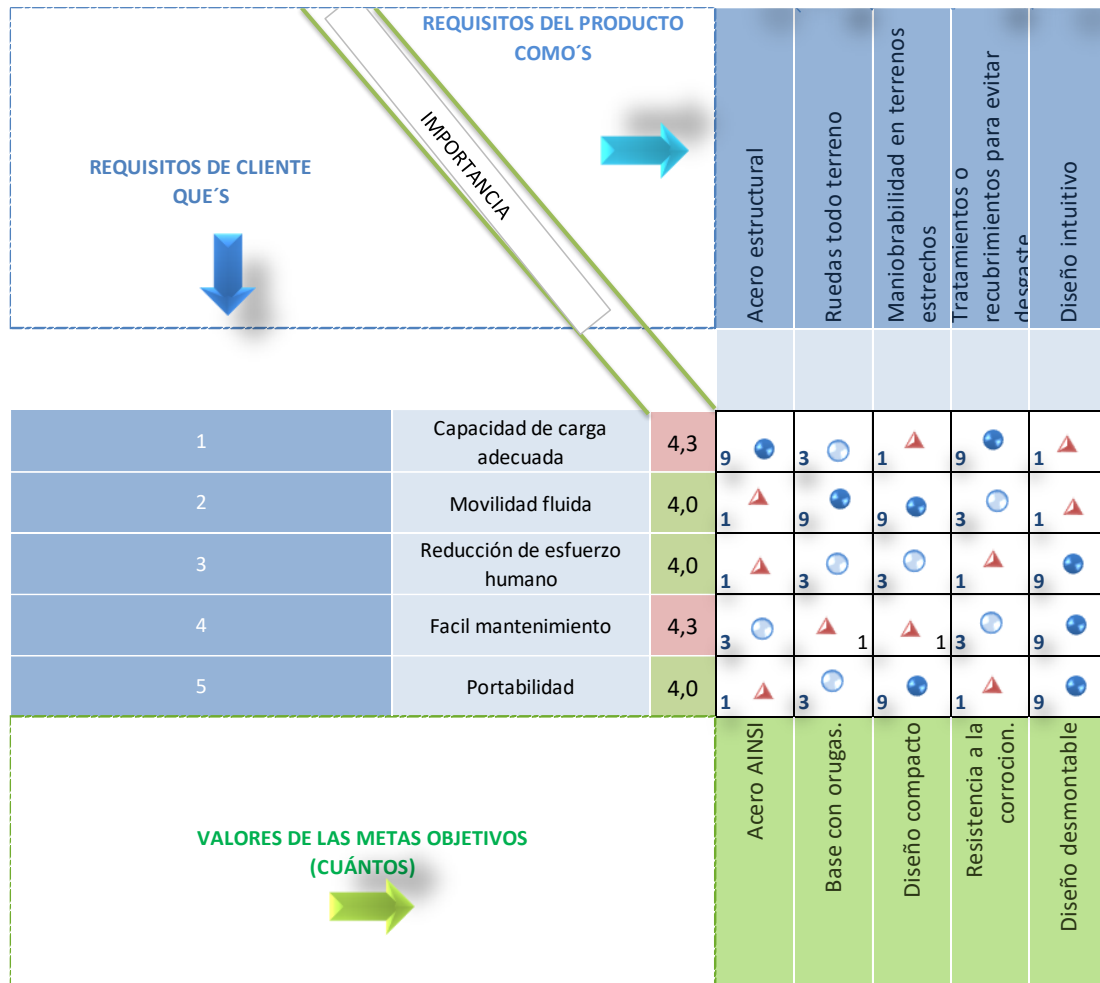 REQUISITOS DEL PRODUCTO
COMO´S
IMPORTANCIA
REQUISITOS DE CLIENTE
QUE´S
Acero estructural
Ruedas todo terreno
Maniobrabilidad en terrenos
estrechos
Tratamientos o
recubrimientos para evitar
desgaste
Diseño intuitivo
1 Capacidad de carga
adecuada 4,3 9 3 1 9 1
2 Movilidad fluida 4,0 1 9 9 3 1
3 Reducción de esfuerzo
humano 4,0 1 3 3 1 9
4 Facil mantenimiento 4,3 3 1 1 3 9
5 Portabilidad 4,0 1 3 9 1 9
VALORES DE LAS METAS OBJETIVOS
(CUÁNTOS)
Acero AINSI
Base con orugas.
Diseño compacto
Resistencia a la
corrocion.
Diseño desmontable